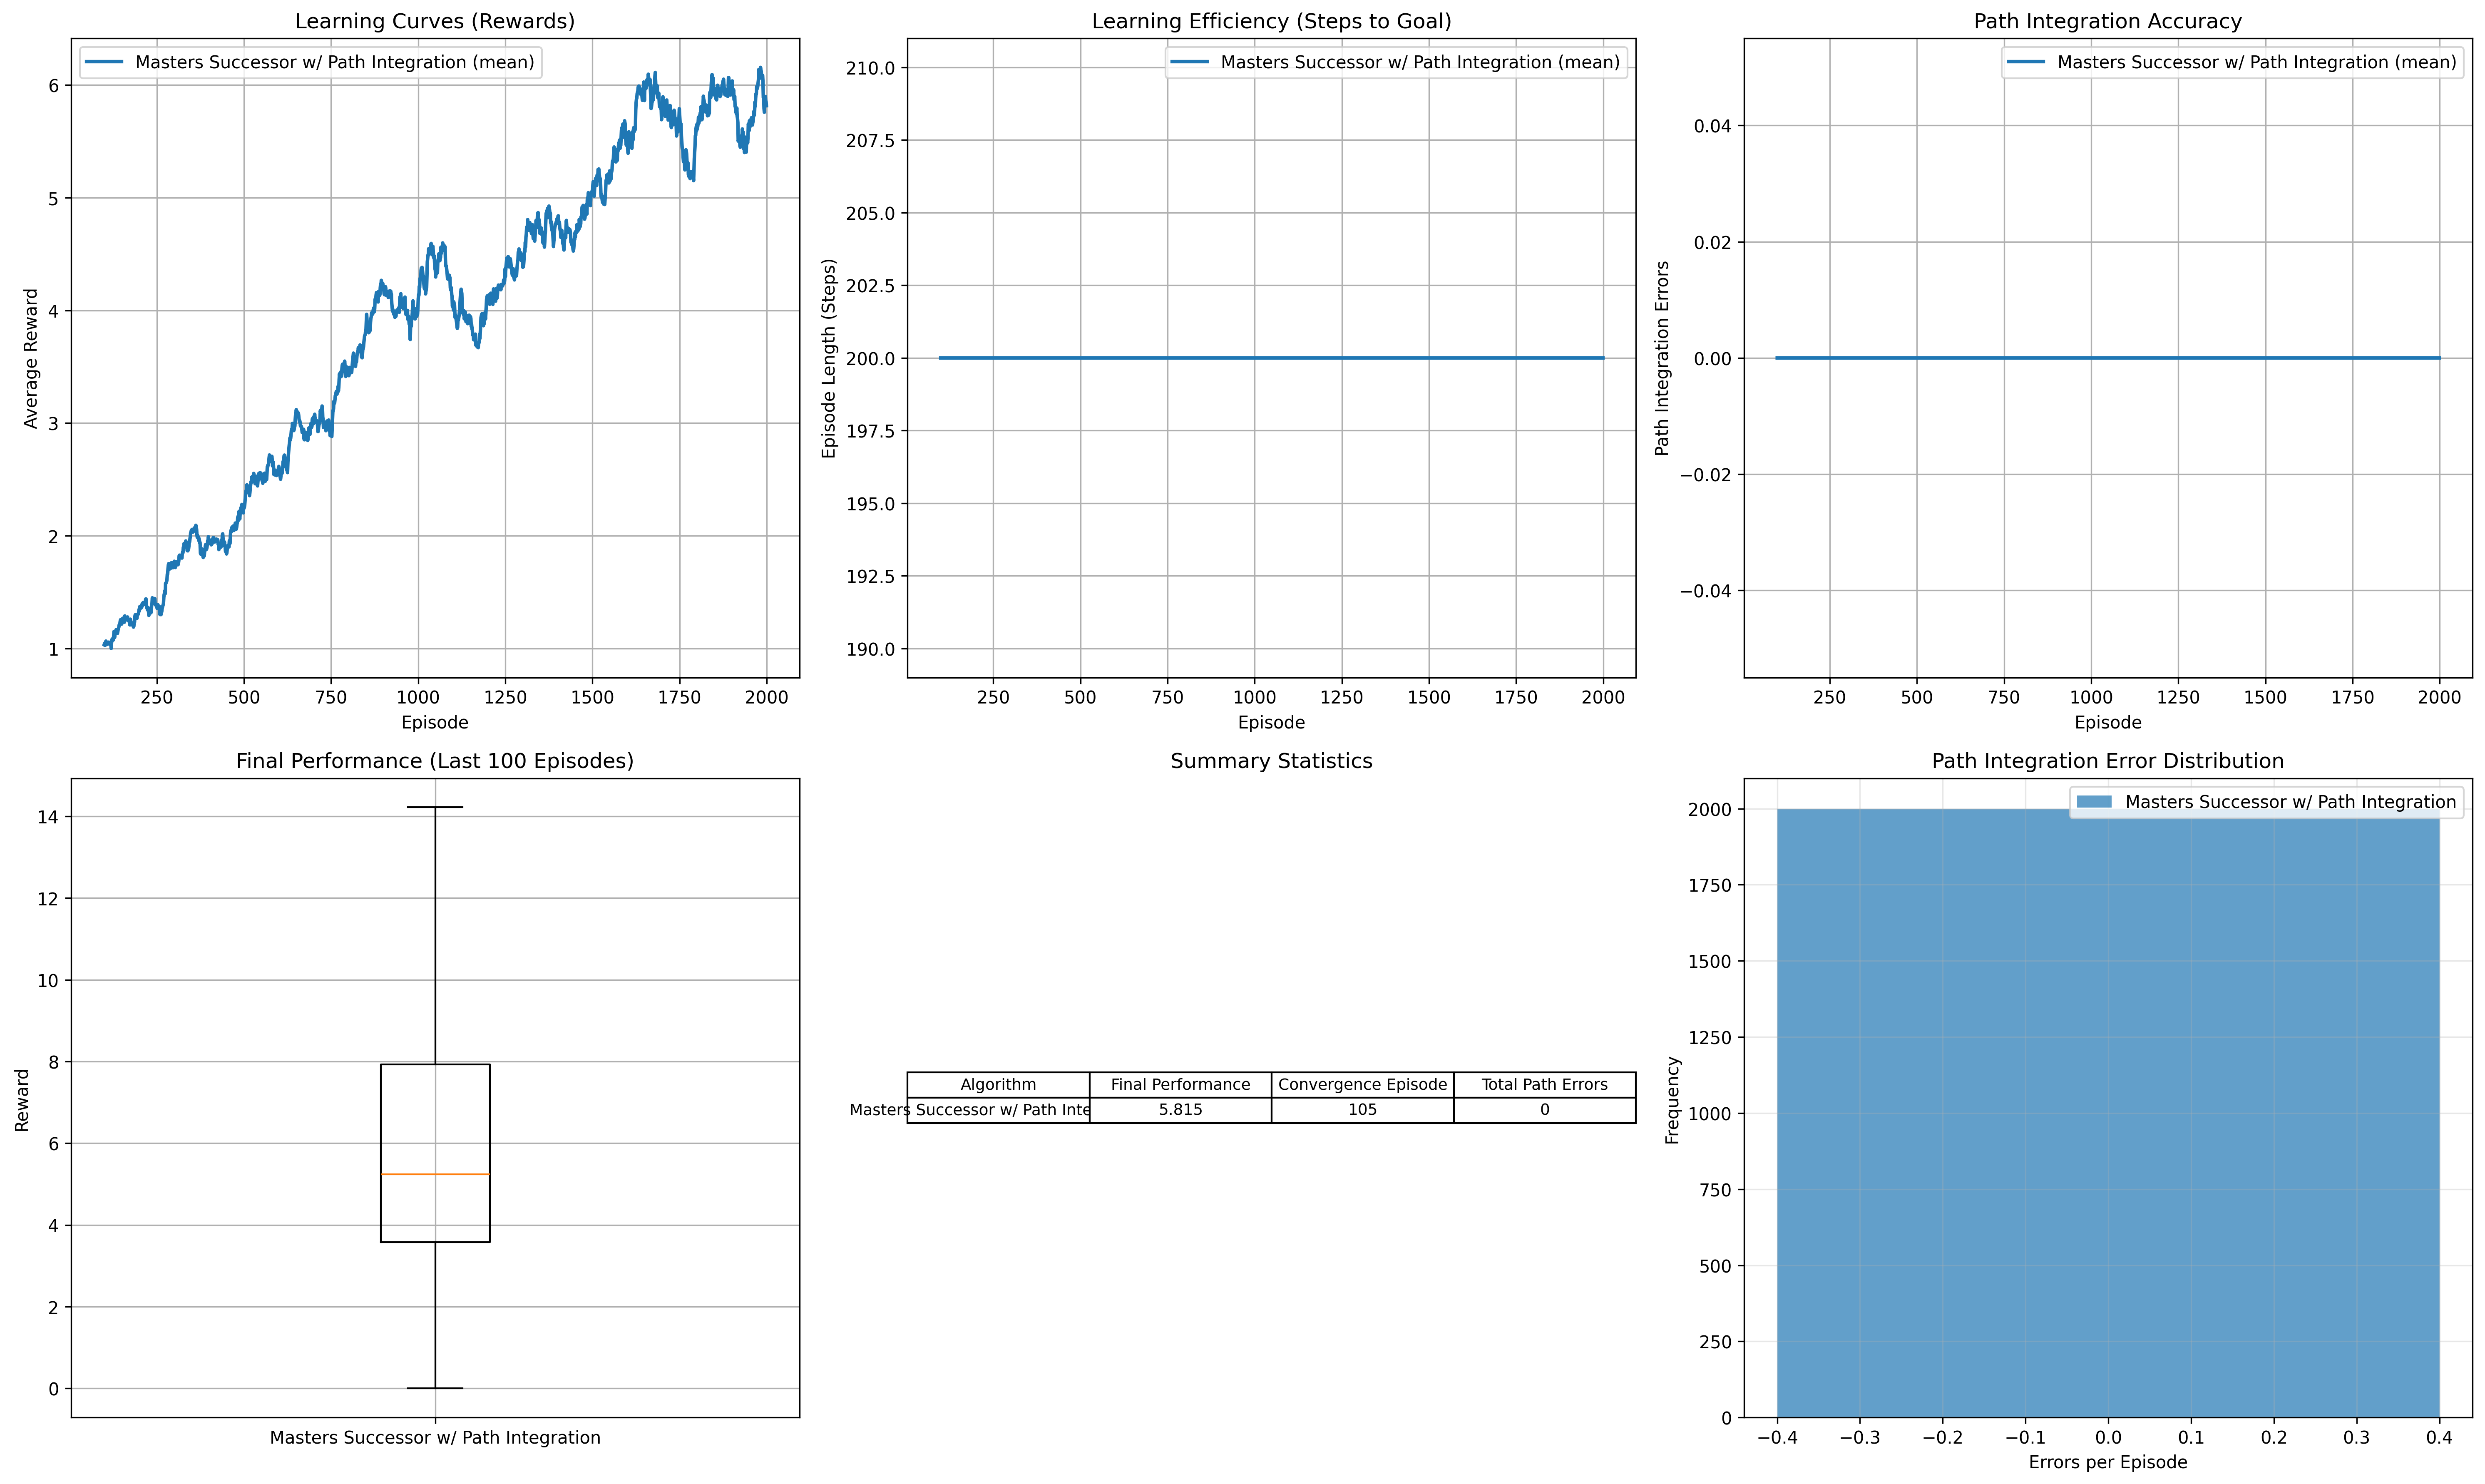 Learning Curves (Rewards)
Masters Successor w/ Path Integration (mean)
Average Reward
6
5
4
3
2
1
250 500 750 1000 1250 1500 1750 2000
Episode
Learning Efficiency (Steps to Goal)
Masters Successor w/ Path Integration (mean)
Episode Length (Steps)
210.0
207.5
205.0
202.5
200.0
197.5
195.0
192.5
190.0
250 500 750 1000 1250 1500 1750 2000
Episode
Path Integration Accuracy
Masters Successor w/ Path Integration (mean)
Path Integration Errors
0.04
0.02
0.00
−0.02
−0.04
250 500 750 1000 1250 1500 1750 2000
Episode
Final Performance (Last 100 Episodes)
Reward
14
12
10
8
6
4
2
0
Masters Successor w/ Path Integration
Summary Statistics
Algorithm Final Performance Convergence Episode Total Path Errors
Masters Successor w/ Path Inte 5.815 105 0
Path Integration Error Distribution
Masters Successor w/ Path Integration
Frequency
2000
1750
1500
1250
1000
750
500
250
0
−0.4 −0.3 −0.2 −0.1 0.0 0.1 0.2 0.3 0.4
Errors per Episode